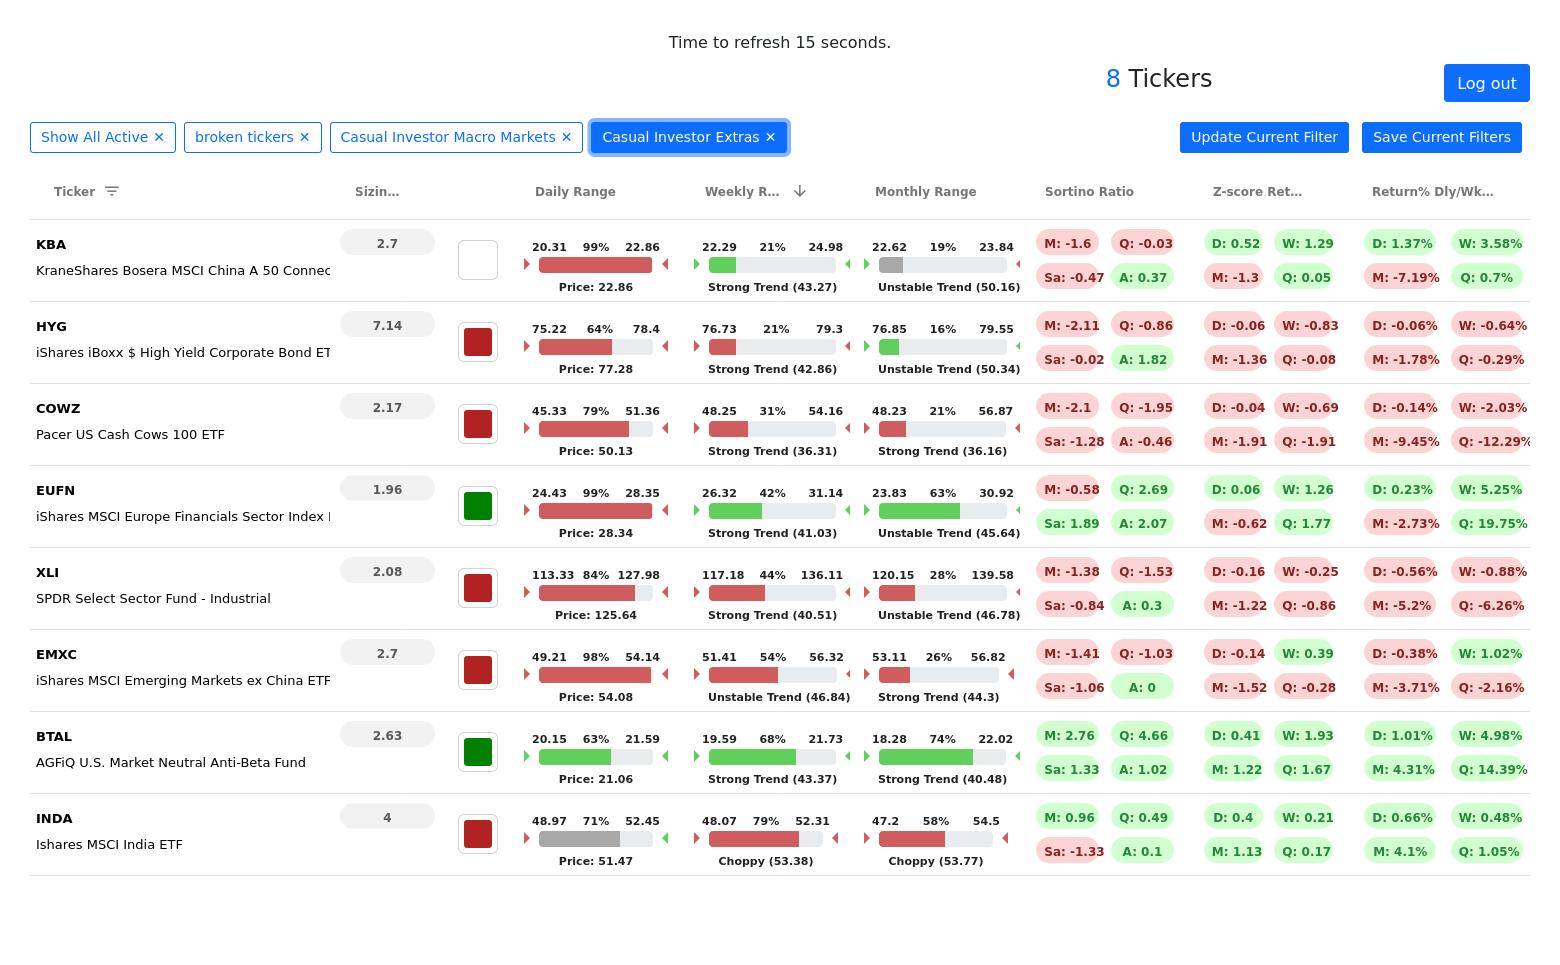 Time to refresh 15 seconds.
8 Tickers
Log out
Show All Active ✕ broken tickers ✕ Casual Investor Macro Markets ✕ Casual Investor Extras ✕ Update Current Filter Save Current Filters
Ticker Sizin... Daily Range Weekly R... Monthly Range Sortino Ratio Z-score Ret... Return% Dly/Wk...
KBA 2.7 20.31 99% 22.86 22.29 21% 24.98 22.62 19% 23.84 M: -1.6 Q: -0.03 D: 0.52 W: 1.29 D: 1.37% W: 3.58%
KraneShares Bosera MSCI China A 50 Connec Sa: -0.47 A: 0.37 M: -1.3 Q: 0.05 M: -7.19% Q: 0.7%
Price: 22.86 Strong Trend (43.27) Unstable Trend (50.16)
HYG 7.14 75.22 64% 78.4 76.73 21% 79.3 76.85 16% 79.55 M: -2.11 Q: -0.86 D: -0.06 W: -0.83 D: -0.06% W: -0.64%
iShares iBoxx $ High Yield Corporate Bond ET Sa: -0.02 A: 1.82 M: -1.36 Q: -0.08 M: -1.78% Q: -0.29%
Price: 77.28 Strong Trend (42.86) Unstable Trend (50.34)
COWZ 2.17 45.33 79% 51.36 48.25 31% 54.16 48.23 21% 56.87 M: -2.1 Q: -1.95 D: -0.04 W: -0.69 D: -0.14% W: -2.03%
Pacer US Cash Cows 100 ETF Sa: -1.28 A: -0.46 M: -1.91 Q: -1.91 M: -9.45% Q: -12.29%
Price: 50.13 Strong Trend (36.31) Strong Trend (36.16)
EUFN 1.96 24.43 99% 28.35 26.32 42% 31.14 23.83 63% 30.92 M: -0.58 Q: 2.69 D: 0.06 W: 1.26 D: 0.23% W: 5.25%
iShares MSCI Europe Financials Sector Index Sa: 1.89 A: 2.07 M: -0.62 Q: 1.77 M: -2.73% Q: 19.75%
Price: 28.34 Strong Trend (41.03) Unstable Trend (45.64)
XLI 2.08 113.33 84% 127.98 117.18 44% 136.11 120.15 28% 139.58 M: -1.38 Q: -1.53 D: -0.16 W: -0.25 D: -0.56% W: -0.88%
SPDR Select Sector Fund - Industrial Sa: -0.84 A: 0.3 M: -1.22 Q: -0.86 M: -5.2% Q: -6.26%
Price: 125.64 Strong Trend (40.51) Unstable Trend (46.78)
EMXC 2.7 49.21 98% 54.14 51.41 54% 56.32 53.11 26% 56.82 M: -1.41 Q: -1.03 D: -0.14 W: 0.39 D: -0.38% W: 1.02%
iShares MSCI Emerging Markets ex China ETF Sa: -1.06 A: 0 M: -1.52 Q: -0.28 M: -3.71% Q: -2.16%
Price: 54.08 Unstable Trend (46.84) Strong Trend (44.3)
BTAL 2.63 20.15 63% 21.59 19.59 68% 21.73 18.28 74% 22.02 M: 2.76 Q: 4.66 D: 0.41 W: 1.93 D: 1.01% W: 4.98%
AGFiQ U.S. Market Neutral Anti-Beta Fund Sa: 1.33 A: 1.02 M: 1.22 Q: 1.67 M: 4.31% Q: 14.39%
Price: 21.06 Strong Trend (43.37) Strong Trend (40.48)
INDA 4 48.97 71% 52.45 48.07 79% 52.31 47.2 58% 54.5 M: 0.96 Q: 0.49 D: 0.4 W: 0.21 D: 0.66% W: 0.48%
Ishares MSCI India ETF Sa: -1.33 A: 0.1 M: 1.13 Q: 0.17 M: 4.1% Q: 1.05%
Price: 51.47 Choppy (53.38) Choppy (53.77)